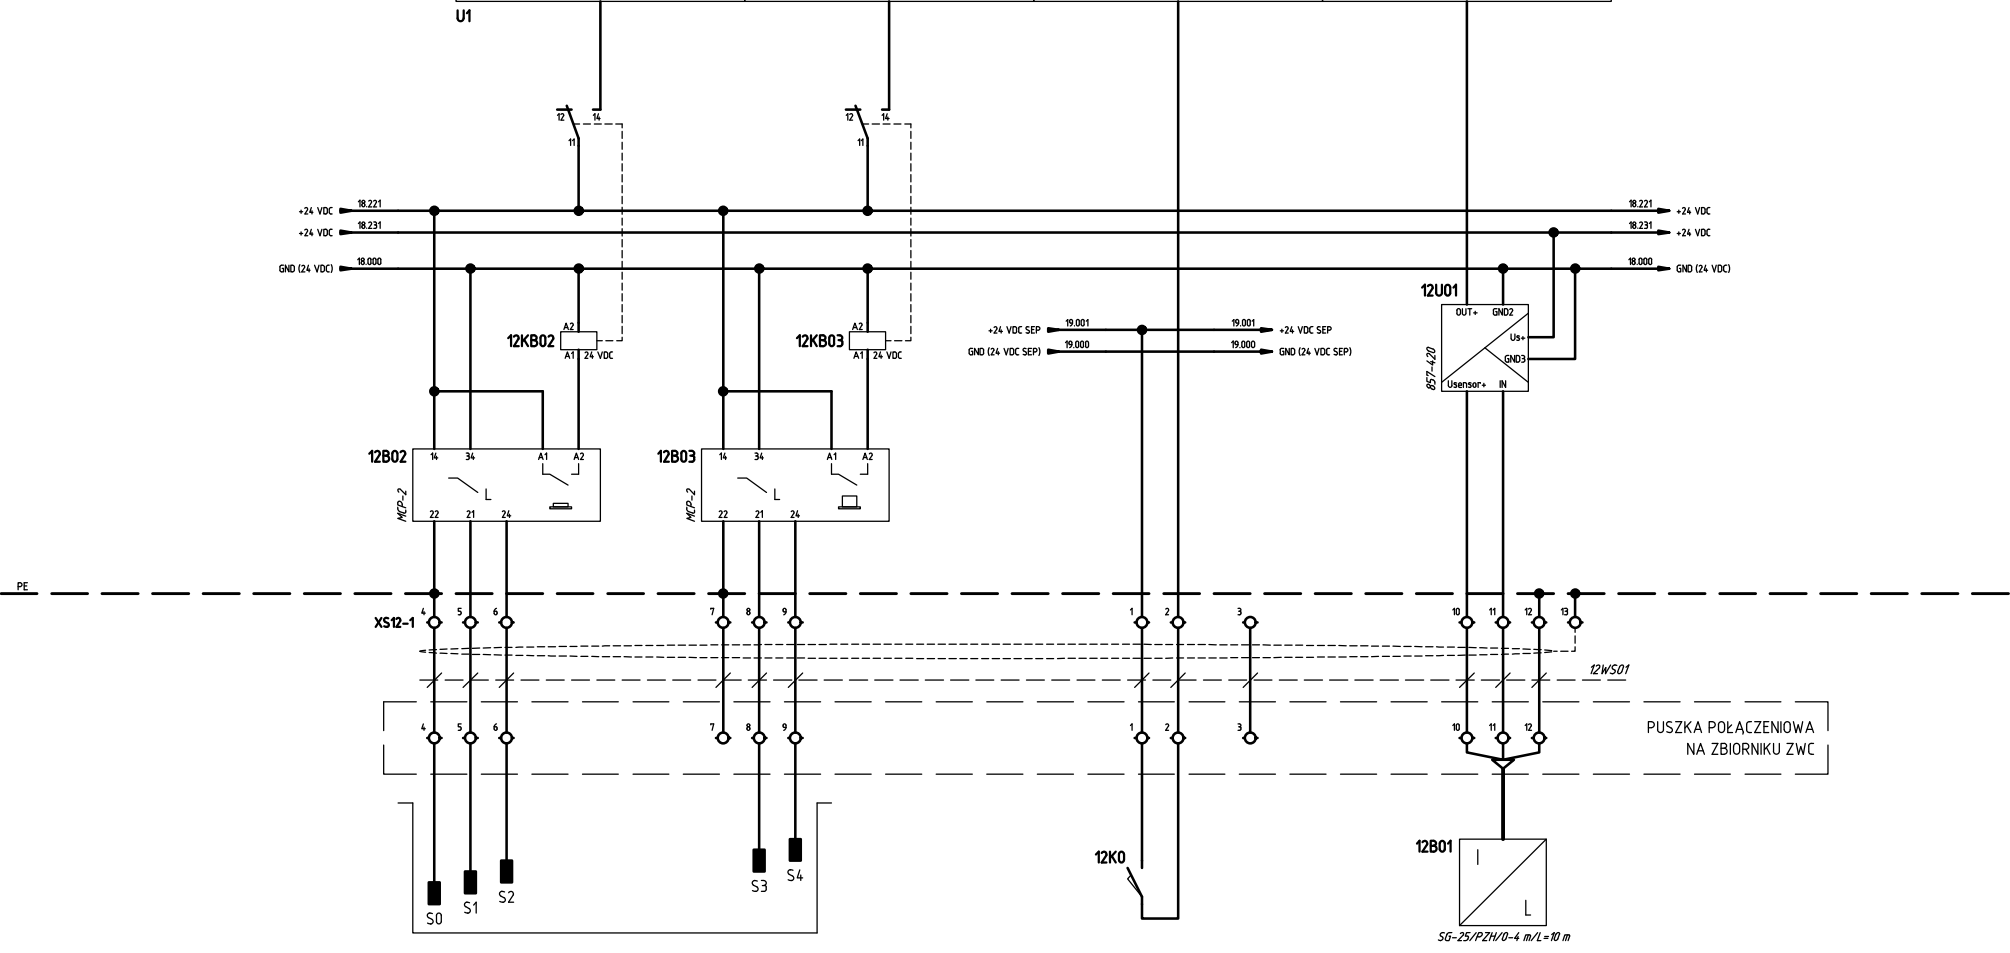 U1
12 14 12 14
11 11
+24 VDC 18.221 18.221 +24 VDC
+24 VDC 18.231 18.231 +24 VDC
GND (24 VDC) 18.000 18.000 GND (24 VDC)
12U01
OUT+ GND2
Us+
GND3
857-420
Usensor+ IN
+24 VDC SEP 19.001 19.001 +24 VDC SEP
GND (24 VDC SEP) 19.000 19.000 GND (24 VDC SEP)
A2 A2
12KB02 12KB03
A1 24 VDC A1 24 VDC
12B02 14 34 A1 A2 12B03 14 34 A1 A2
L L
MCP-2 MCP-2
22 21 24 22 21 24
PE
XS12-1 4 5 6 7 8 9 1 2 3 10 11 12 13
12WS01
4 5 6 7 8 9 1 2 3 10 11 12
PUSZKA POŁĄCZENIOWA
NA ZBIORNIKU ZWC
12K0
12B01
I
L
S0 S1 S2 S3 S4
SG-25/PZH/0-4 m/L=10 m